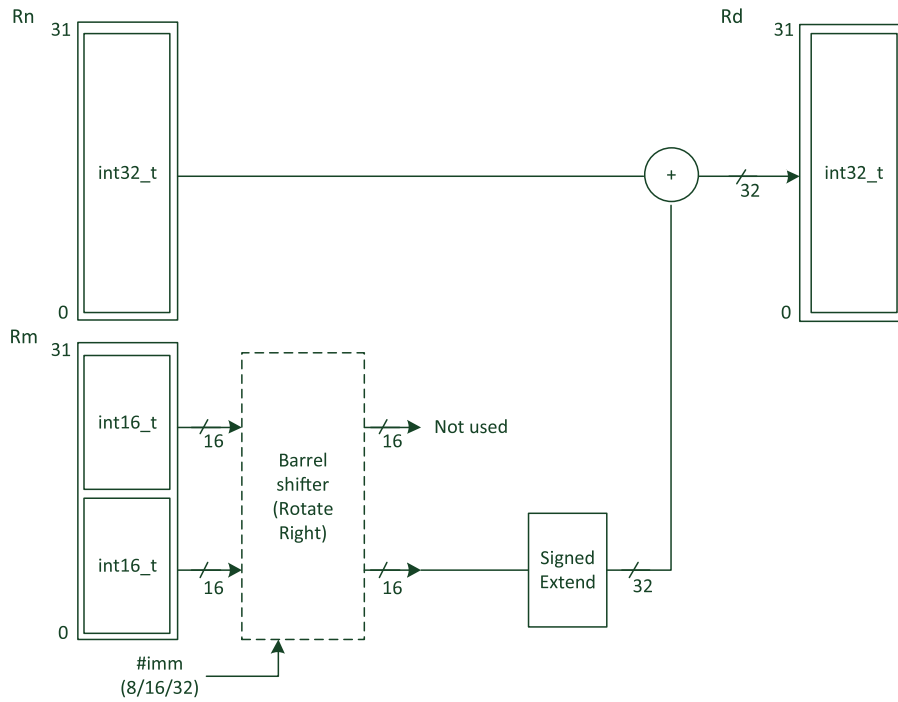 Rn
Rd
31
31
int32_t
int32_t
+
32
0
0
Rm
31
int16_t
16
16
Not used
Barrel
shifter
(Rotate
Right)
int16_t
16
16
Signed
Extend
32
0
#imm
(8/16/32)